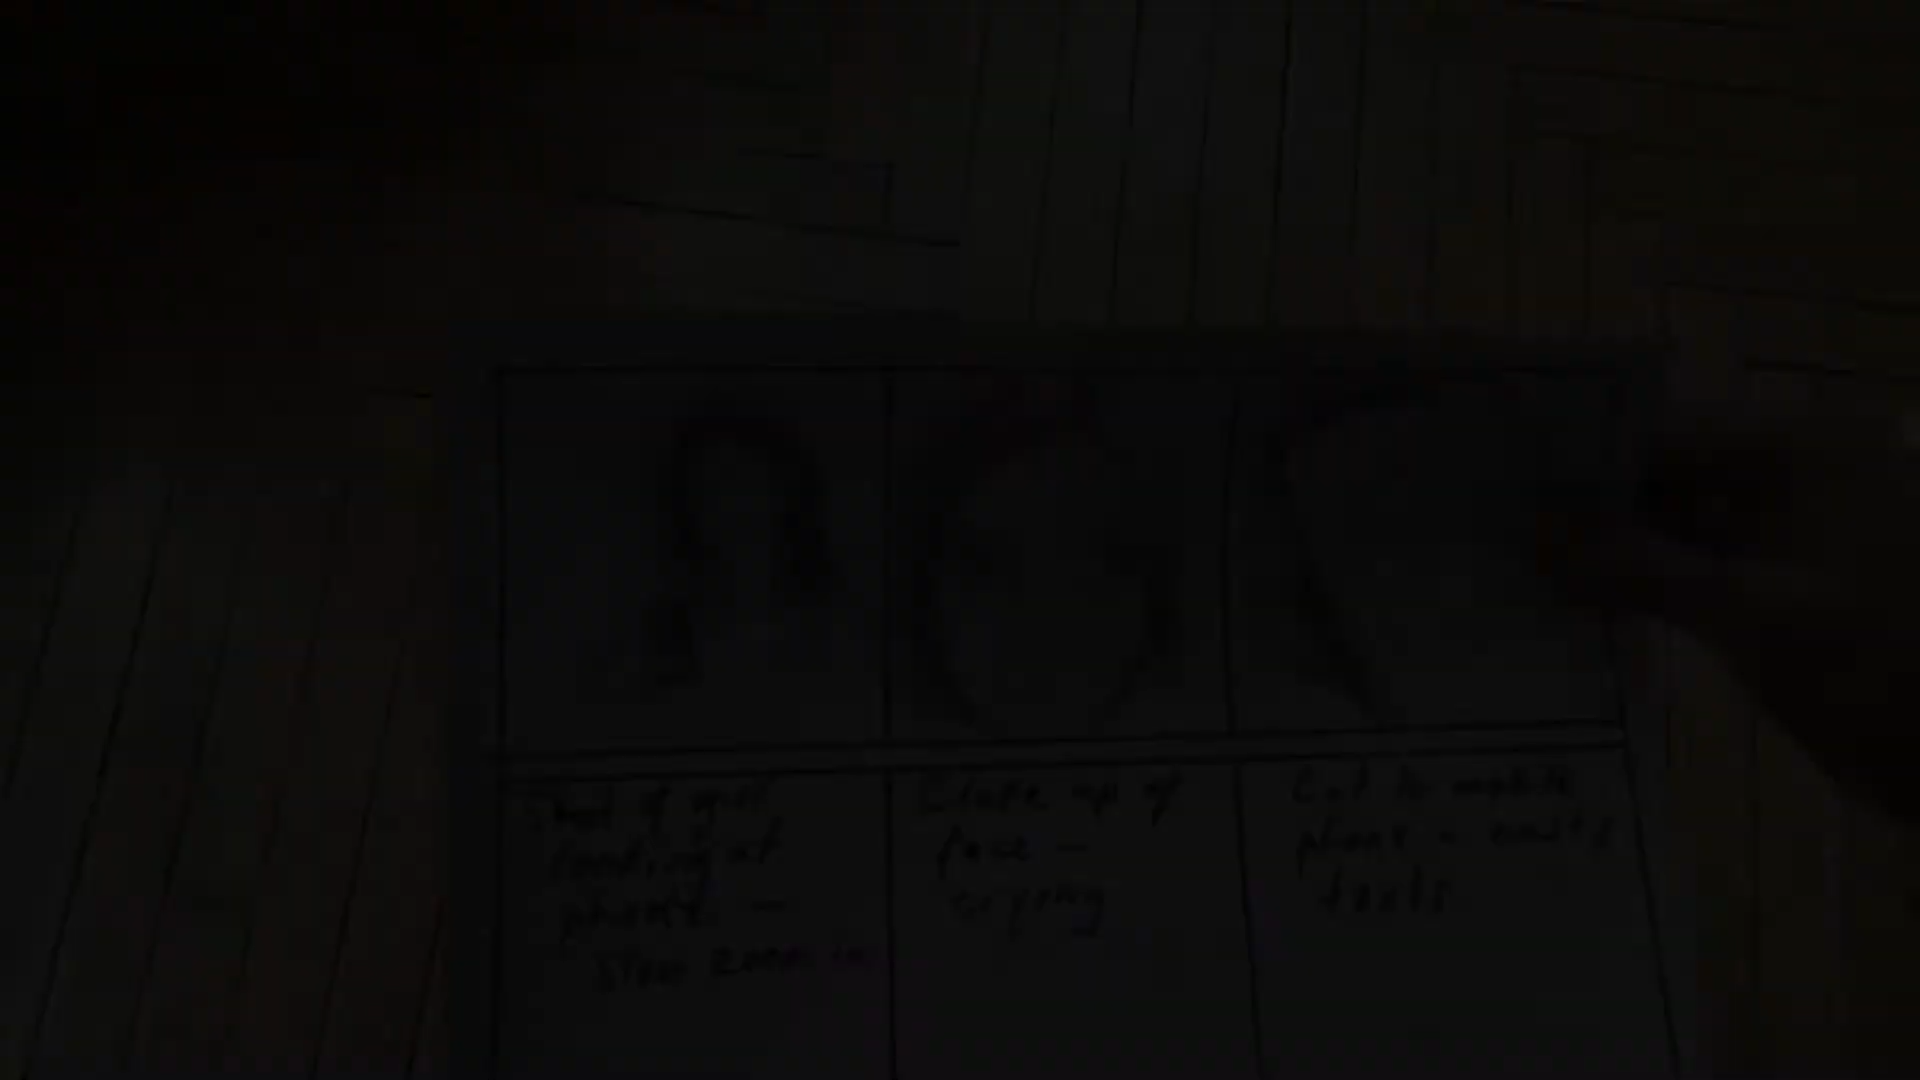 Shot of girl
looking at
phone -
Slow zoom in
Close up of
face -
crying
Cut to mobile
phone -
texts